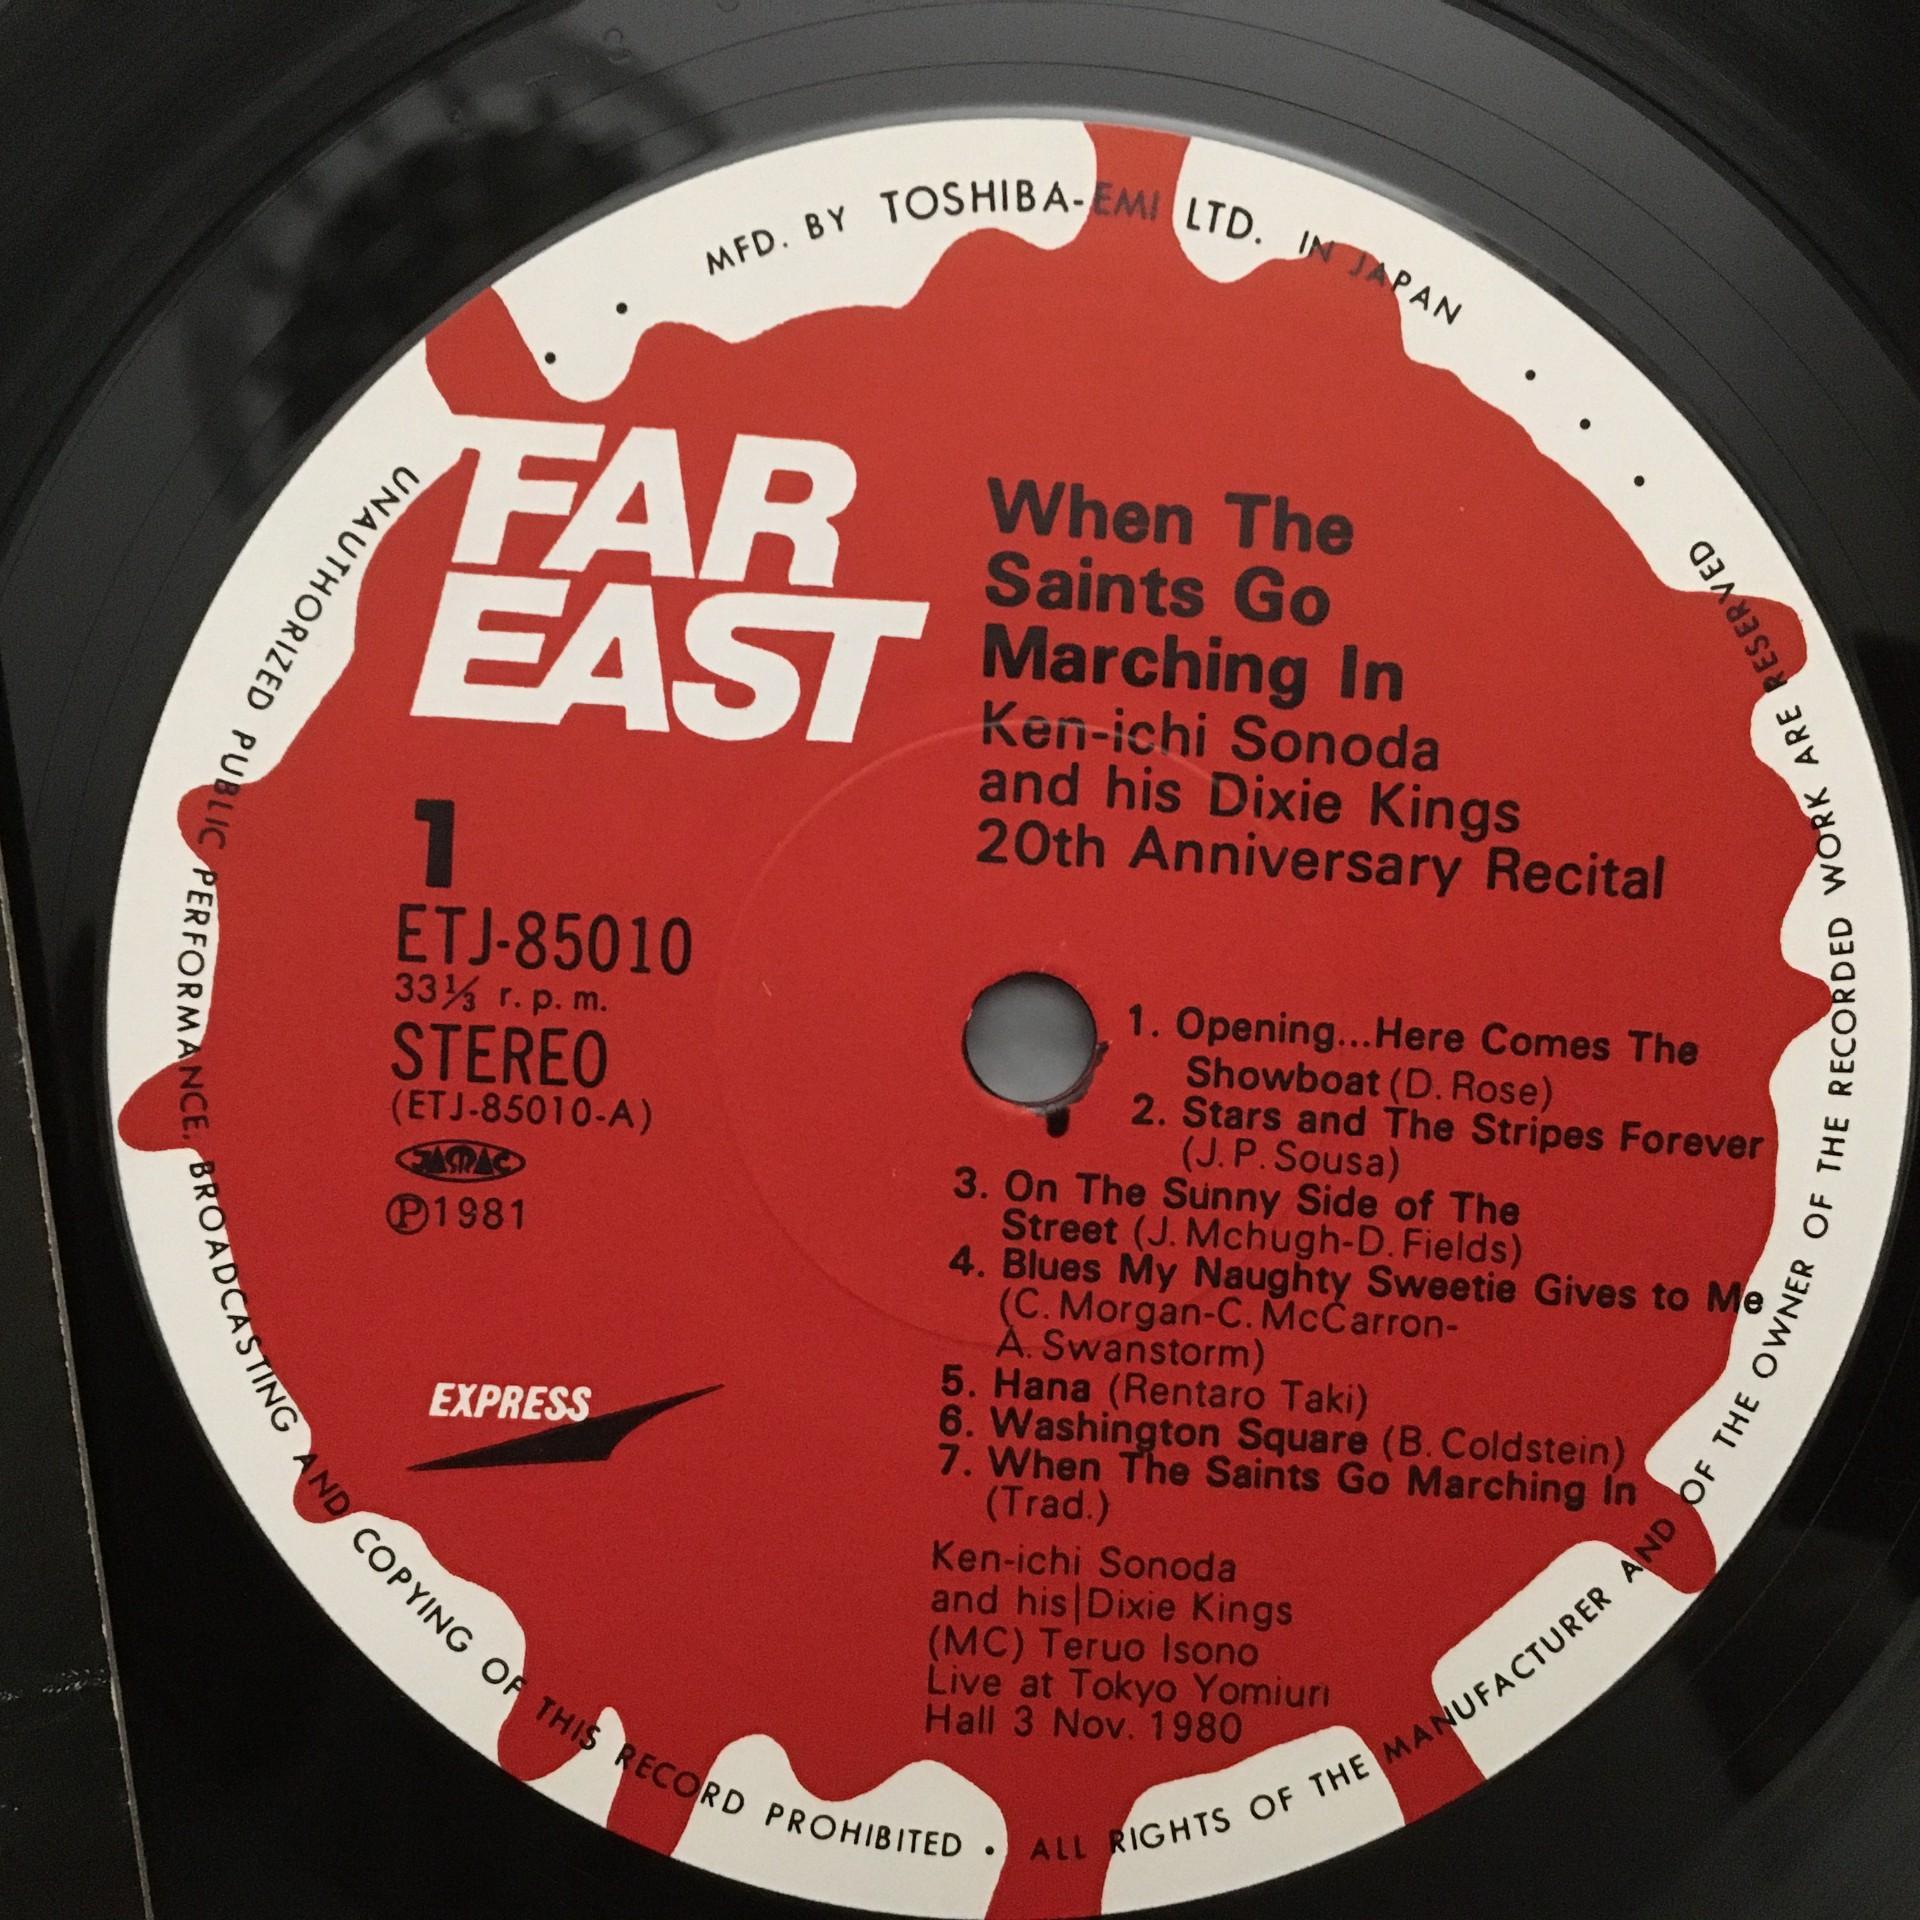 MFD. BY TOSHIBA-EMI LTD. IN JAPAN
FAR
EAST
When The
Saints Go
Marching In
Ken-ichi Sonoda
and his Dixie Kings
20th Anniversary Recital
1
ETJ-85010
33⅓ r.p.m.
STEREO
(ETJ-85010-A)
JASRAC
Ⓟ1981
EXPRESS
1. Opening...Here Comes The
Showboat (D. Rose)
2. Stars and The Stripes Forever
(J. P. Sousa)
3. On The Sunny Side of The
Street (J. Mchugh-D. Fields)
4. Blues My Naughty Sweetie Gives to Me
(C. Morgan-C. McCarron-
A. Swanstorm)
5. Hana (Rentaro Taki)
6. Washington Square (B. Coldstein)
7. When The Saints Go Marching In
(Trad.)
Ken-ichi Sonoda
and his|Dixie Kings
(MC) Teruo Isono
Live at Tokyo Yomiuri
Hall 3 Nov. 1980
UNAUTHORIZED PUBLIC PERFORMANCE, BROADCASTING AND COPYING OF THIS RECORD PROHIBITED • ALL RIGHTS OF THE MANUFACTURER AND OF THE OWNER OF THE RECORDED WORK ARE RESERVED